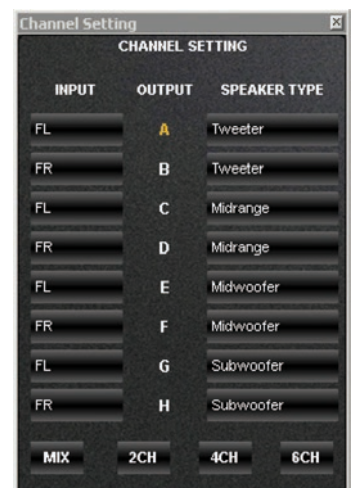 Channel Setting
CHANNEL SETTING
INPUT OUTPUT SPEAKER TYPE
FL A Tweeter
FR B Tweeter
FL C Midrange
FR D Midrange
FL E Midwoofer
FR F Midwoofer
FL G Subwoofer
FR H Subwoofer
MIX 2CH 4CH 6CH